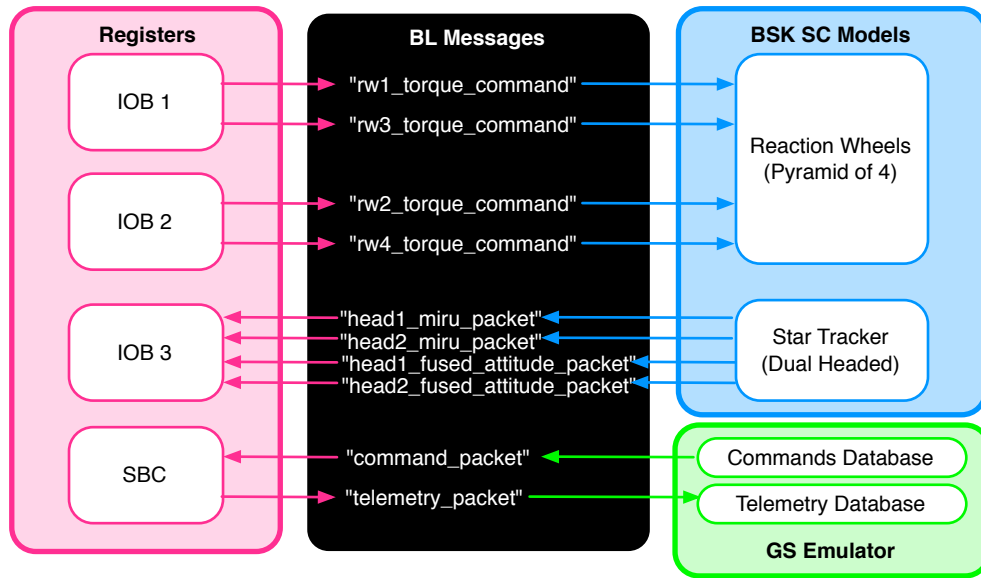 Registers
BL Messages
BSK SC Models
IOB 1
"rw1_torque_command"
"rw3_torque_command"
Reaction Wheels
(Pyramid of 4)
IOB 2
"rw2_torque_command"
"rw4_torque_command"
IOB 3
"head1_miru_packet"
"head2_miru_packet"
"head1_fused_attitude_packet"
"head2_fused_attitude_packet"
Star Tracker
(Dual Headed)
SBC
"command_packet"
"telemetry_packet"
Commands Database
Telemetry Database
GS Emulator